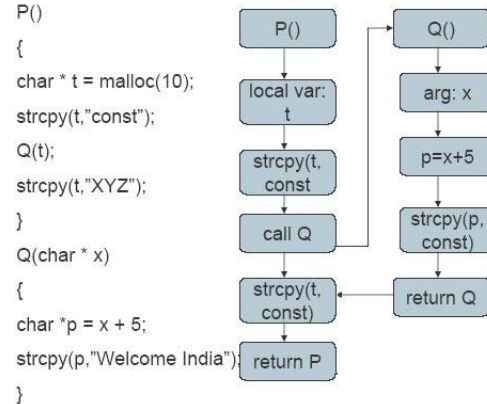 P()
{
char * t = malloc(10);
strcpy(t,"const");
Q(t);
strcpy(t,"XYZ");
}
Q(char * x)
{
char *p = x + 5;
strcpy(p,"Welcome India");
}
P()
local var:
t
strcpy(t,
const
call Q
strcpy(t,
const)
return P
Q()
arg: x
p=x+5
strcpy(p,
const)
return Q